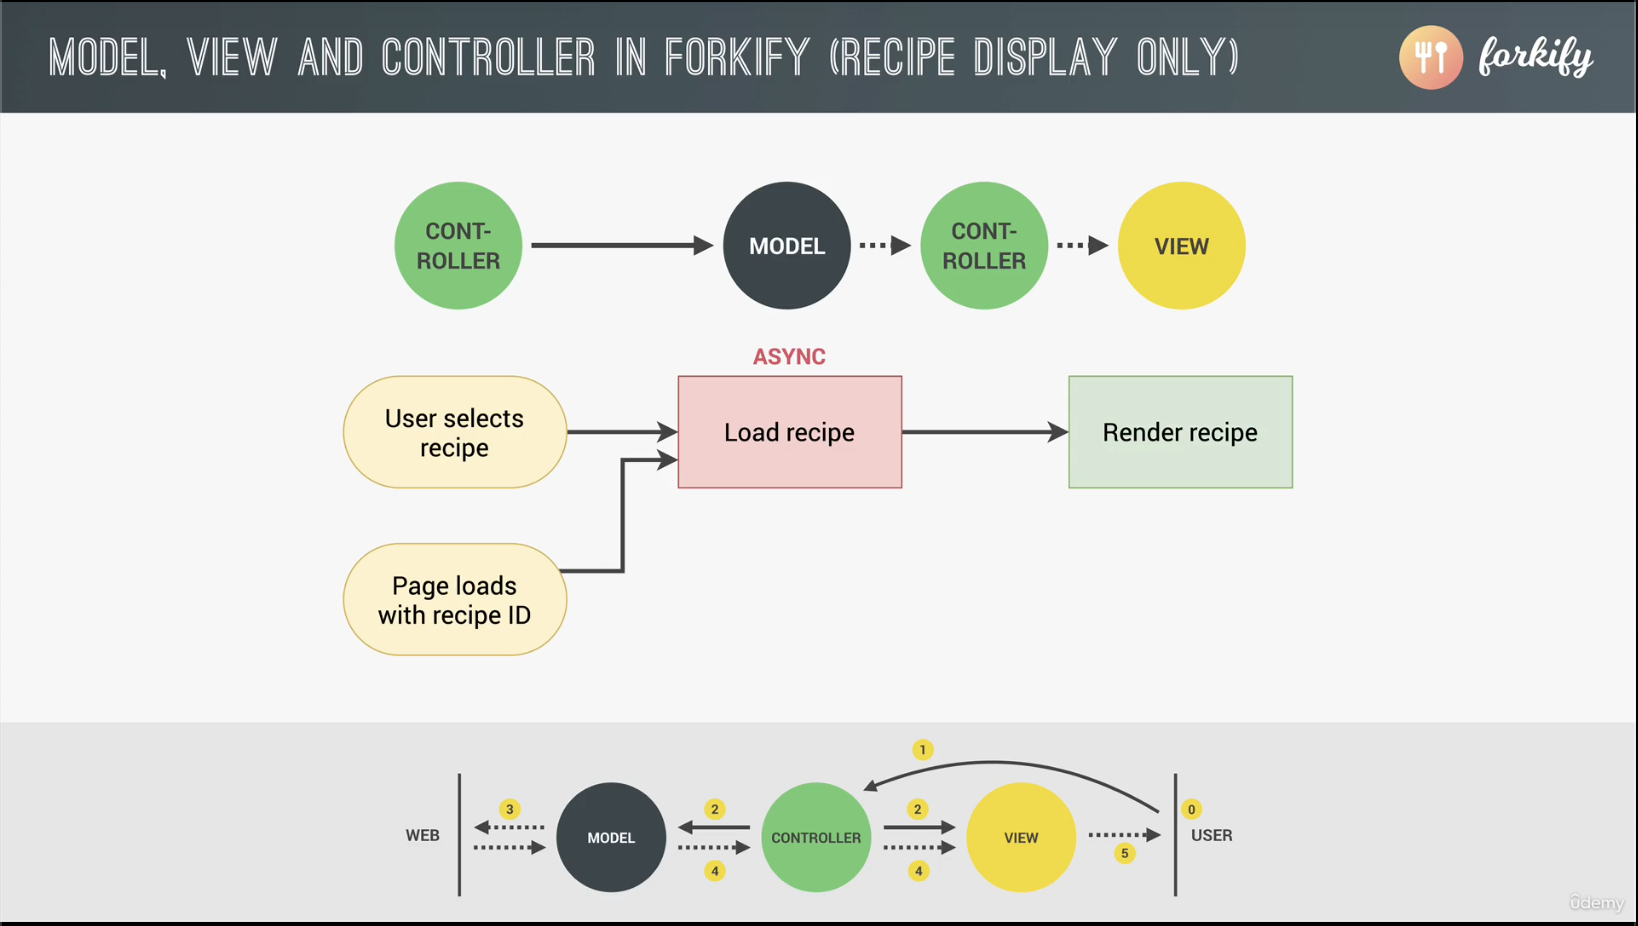 MODEL, VIEW AND CONTROLLER IN FORKIFY (RECIPE DISPLAY ONLY)
forkify
CONT-
ROLLER
MODEL
CONT-
ROLLER
VIEW
ASYNC
User selects
recipe
Load recipe
Render recipe
Page loads
with recipe ID
1
3
2
2
0
WEB
MODEL
CONTROLLER
VIEW
USER
4
4
5
ûdemy